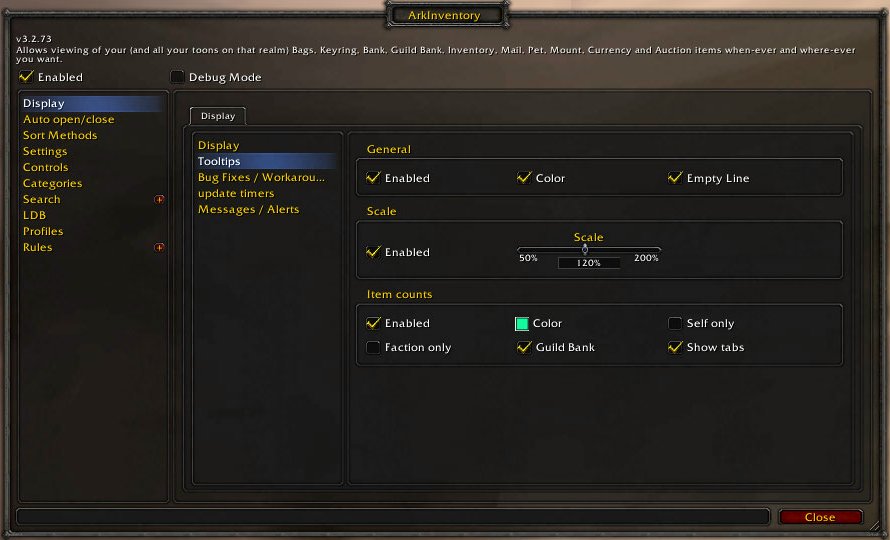 ArkInventory
v3.2.73
Allows viewing of your (and all your toons on that realm) Bags, Keyring, Bank, Guild Bank, Inventory, Mail, Pet, Mount, Currency and Auction items when-ever and where-ever
you want.
Enabled Debug Mode
Display
Auto open/close
Sort Methods
Settings
Controls
Categories
Search
LDB
Profiles
Rules
Display
Display
Tooltips
Bug Fixes / Workarou...
update timers
Messages / Alerts
General
Enabled Color Empty Line
Scale
Enabled
Scale
50% 120% 200%
Item counts
Enabled Color Self only
Faction only Guild Bank Show tabs
Close